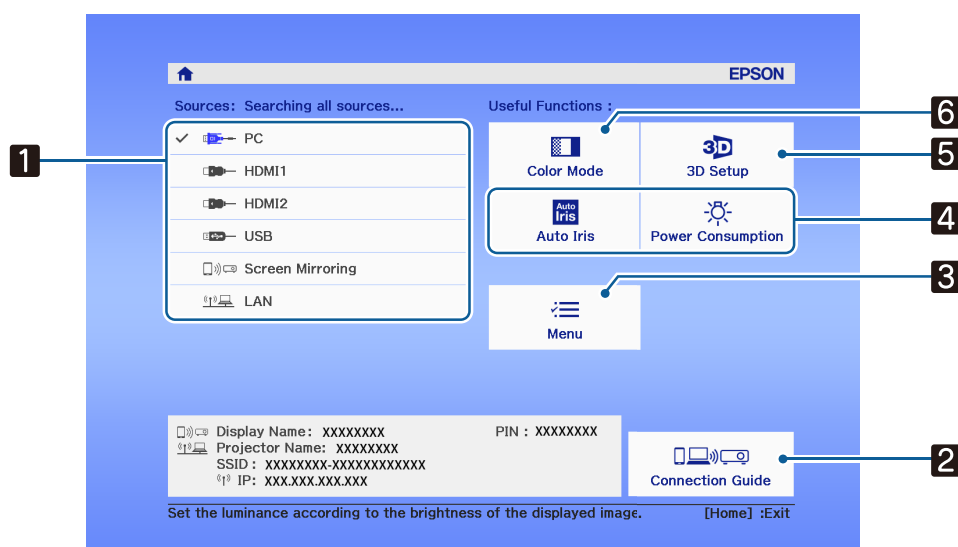 EPSON
Sources: Searching all sources...
PC
HDMI1
HDMI2
USB
Screen Mirroring
LAN
1
Useful Functions :
Color Mode
3D
3D Setup
Auto
Iris
Auto Iris
Power Consumption
Menu
6
5
4
3
Display Name: XXXXXXXX
PIN : XXXXXXXX
Projector Name: XXXXXXXX
SSID : XXXXXXXX-XXXXXXXXXXXX
IP: XXX.XXX.XXX.XXX
Connection Guide
2
Set the luminance according to the brightness of the displayed image.
[Home] :Exit